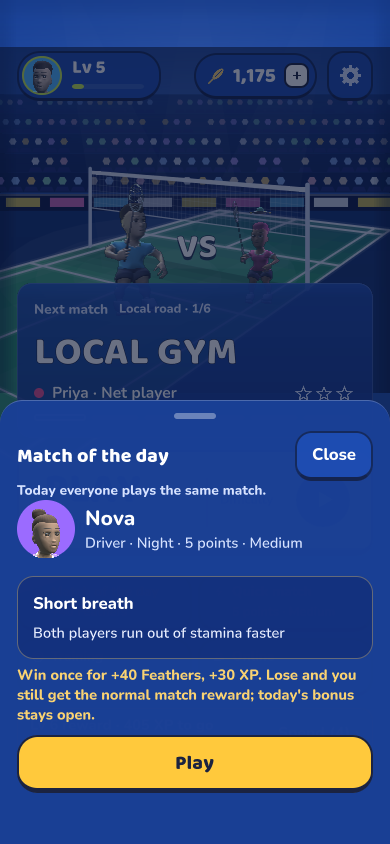 Lv 5
1,175
+
VS
Next match Local road · 1/6
LOCAL GYM
Priya · Net player
Match of the day
Close
Today everyone plays the same match.
Nova
Driver · Night · 5 points · Medium
Short breath
Both players run out of stamina faster
Win once for +40 Feathers, +30 XP. Lose and you
still get the normal match reward; today's bonus
stays open.
Play